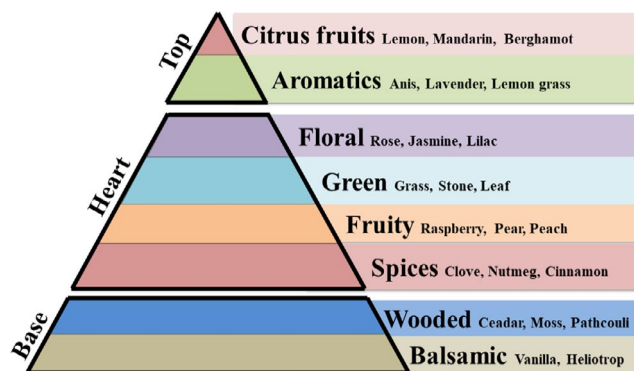 Top
Citrus fruits Lemon, Mandarin, Berghamot
Aromatics Anis, Lavender, Lemon grass
Heart
Floral Rose, Jasmine, Lilac
Green Grass, Stone, Leaf
Fruity Raspberry, Pear, Peach
Spices Clove, Nutmeg, Cinnamon
Base
Wooded Ceadar, Moss, Pathcouli
Balsamic Vanilla, Heliotrop